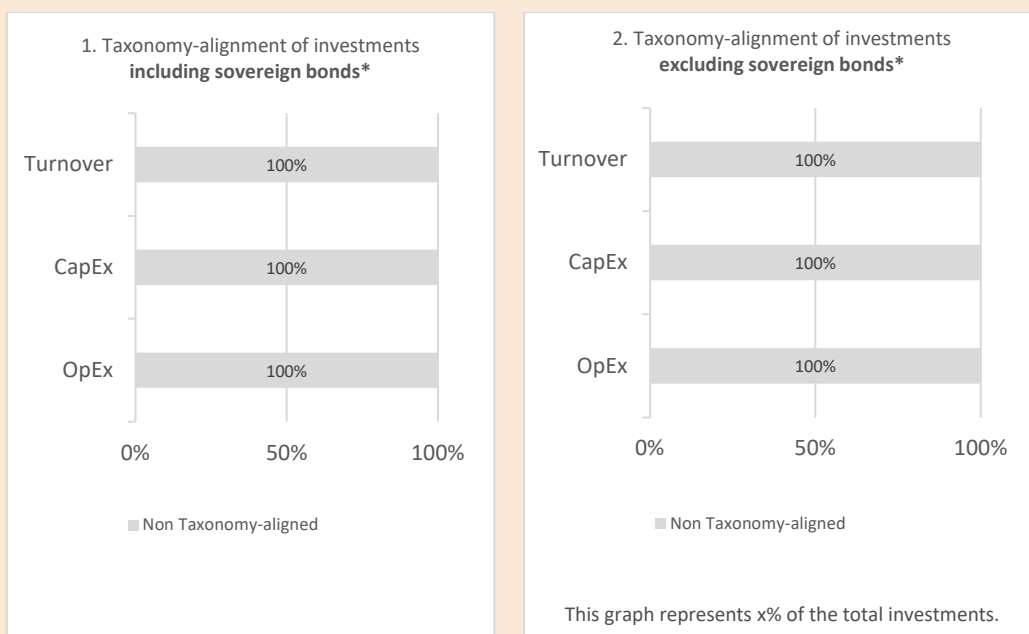 1. Taxonomy-alignment of investments
including sovereign bonds*
Turnover
100%
CapEx
100%
OpEx
100%
0% 50% 100%
Non Taxonomy-aligned
2. Taxonomy-alignment of investments
excluding sovereign bonds*
Turnover
100%
CapEx
100%
OpEx
100%
0% 50% 100%
Non Taxonomy-aligned
This graph represents x% of the total investments.